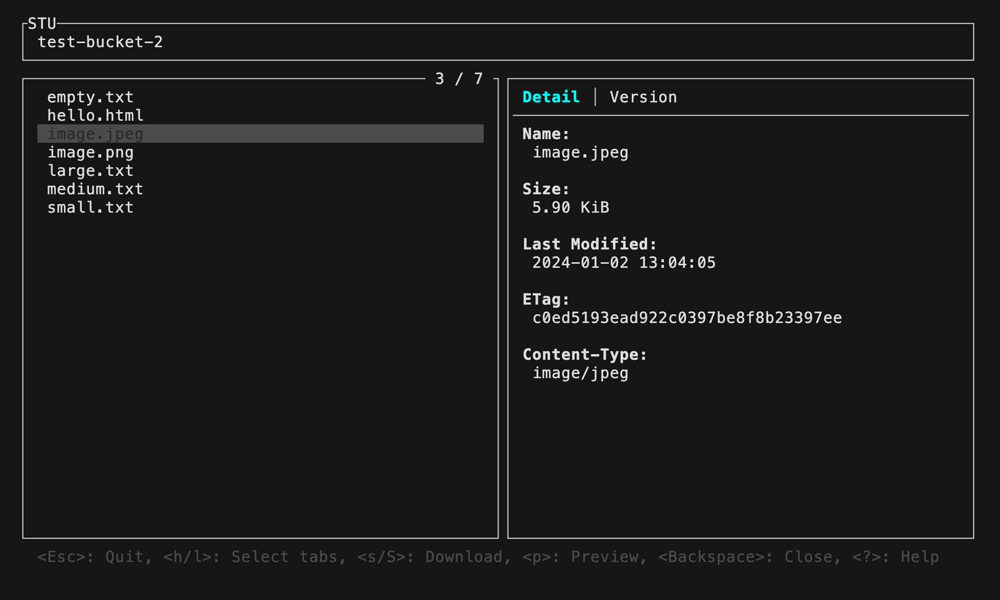 STU
test-bucket-2
3 / 7
empty.txt
hello.html
image.jpeg
image.png
large.txt
medium.txt
small.txt
Detail │ Version
Name:
image.jpeg
Size:
5.90 KiB
Last Modified:
2024-01-02 13:04:05
ETag:
c0ed5193ead922c0397be8f8b23397ee
Content-Type:
image/jpeg
<Esc>: Quit, <h/l>: Select tabs, <s/S>: Download, <p>: Preview, <Backspace>: Close, <?>: Help